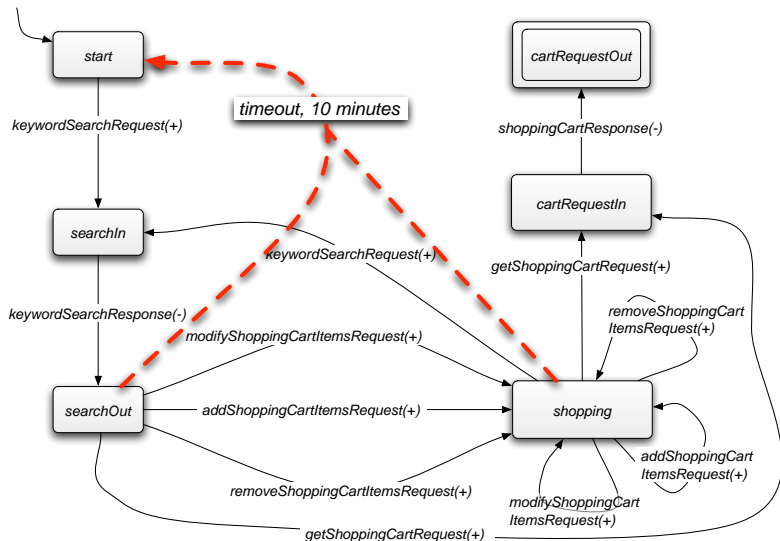 start
cartRequestOut
timeout, 10 minutes
keywordSearchRequest(+)
shoppingCartResponse(-)
cartRequestIn
searchIn
keywordSearchRequest(+)
getShoppingCartRequest(+)
keywordSearchResponse(-)
removeShoppingCart
ItemsRequest(+)
modifyShoppingCartItemsRequest(+)
searchOut
addShoppingCartItemsRequest(+)
shopping
addShoppingCart
ItemsRequest(+)
removeShoppingCartItemsRequest(+)
modifyShoppingCart
ItemsRequest(+)
getShoppingCartRequest(+)